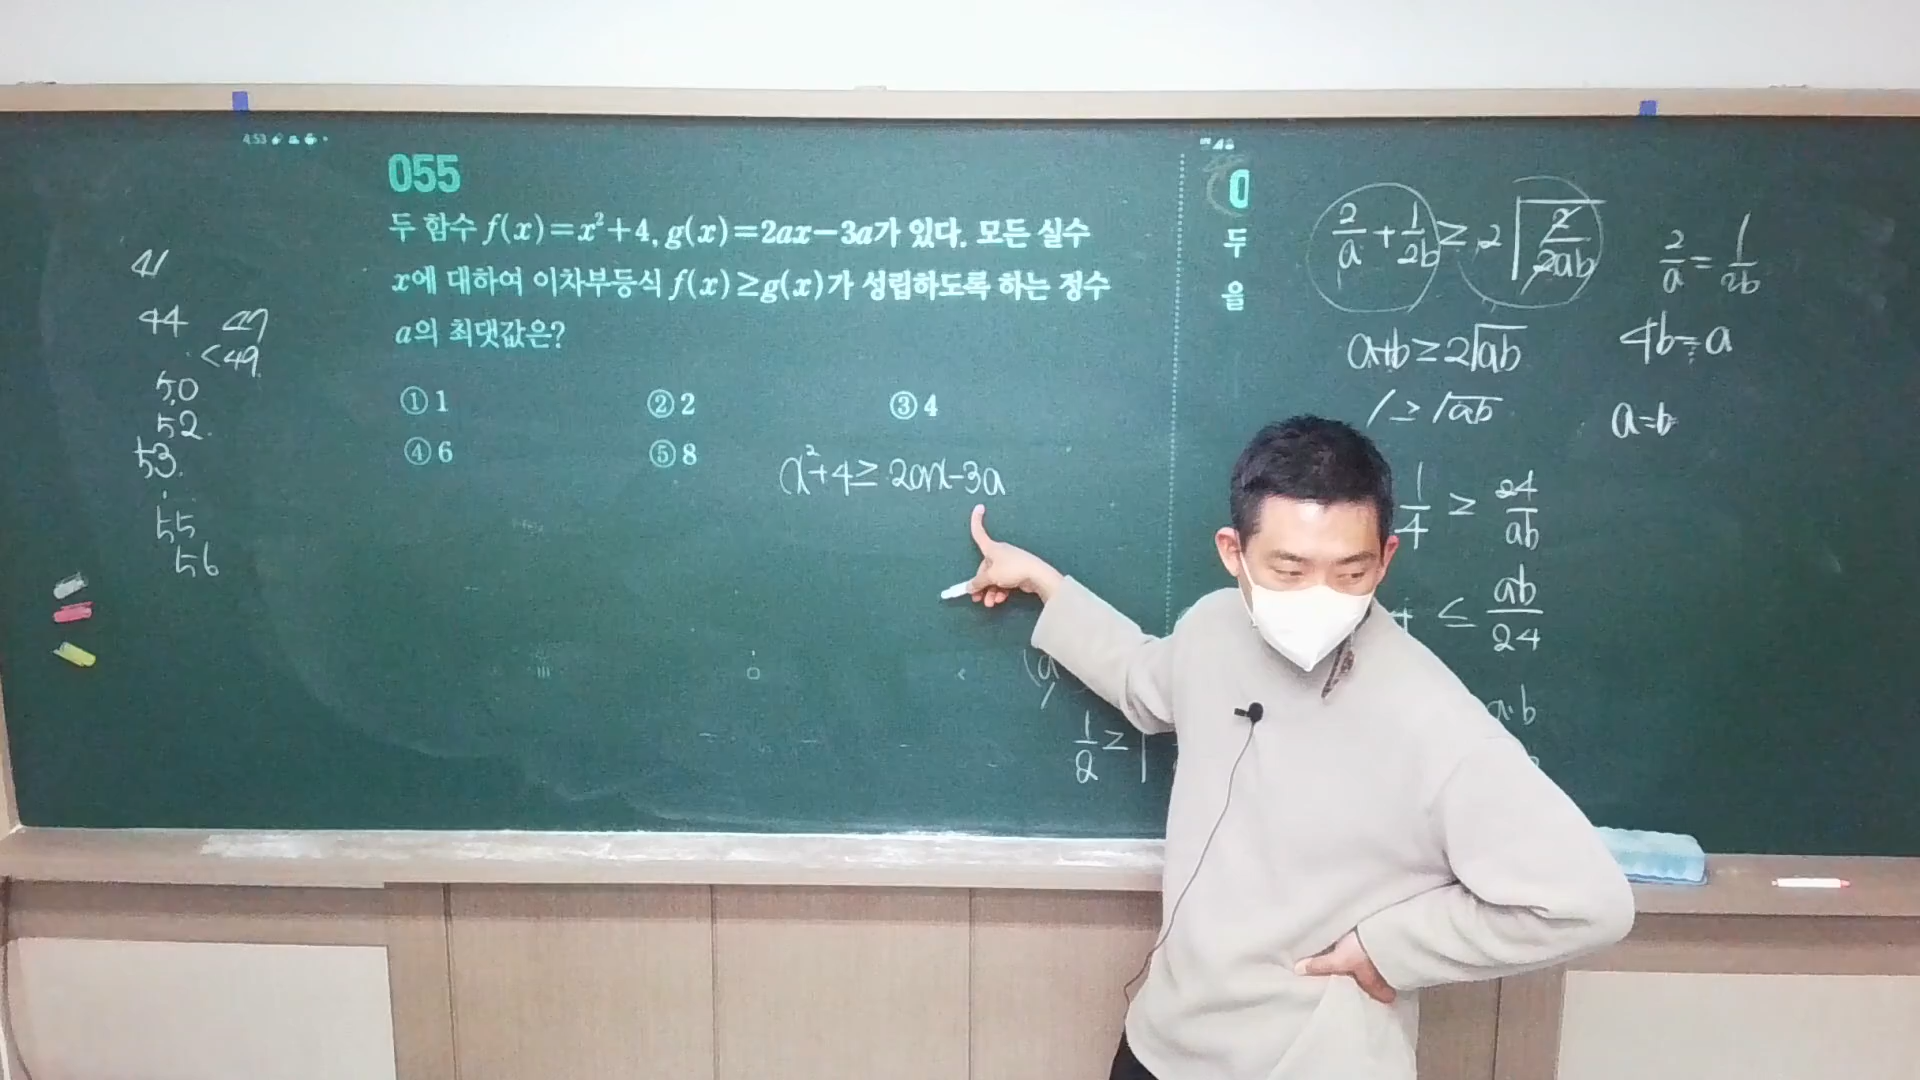 4:53
055
두 함수 f(x)=x²+4, g(x)=2ax-3a가 있다. 모든 실수
x에 대하여 이차부등식 f(x)≥g(x)가 성립하도록 하는 정수
a의 최댓값은?
① 1 ② 2 ③ 4
④ 6 ⑤ 8
x²+4≥2ax-3a
41
44 47
<49
50
52.
53.
55
56
1/2 ≥
0
두
을
2/a + 1/2b ≥ 2√(2/2ab)
a+b≥2√ab
1≥√ab
1/4 ≥ 24/ab
≤ ab/24
a·b
2/a = 1/2b
4b=a
a=b